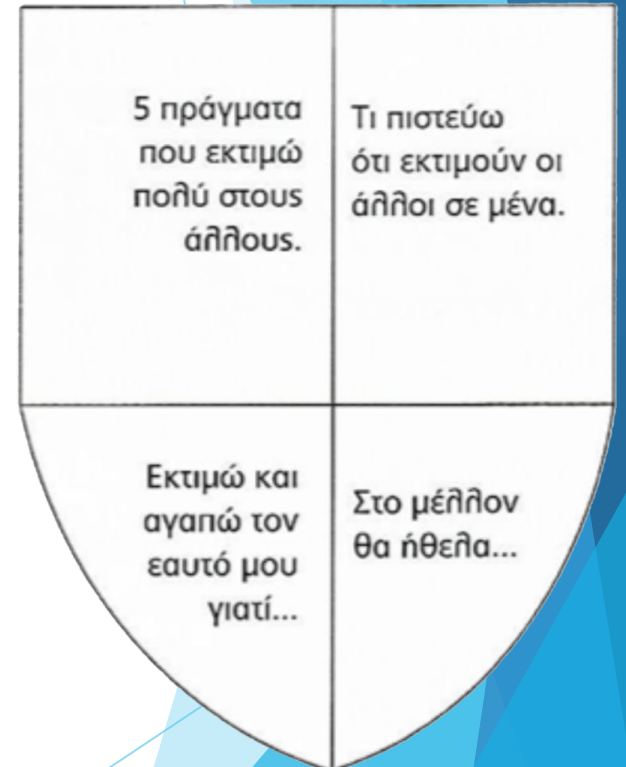 5 πράγματα
που εκτιμώ
πολύ στους
άλλους.
Τι πιστεύω
ότι εκτιμούν οι
άλλοι σε μένα.
Εκτιμώ και
αγαπώ τον
εαυτό μου
γιατί...
Στο μέλλον
θα ήθελα...